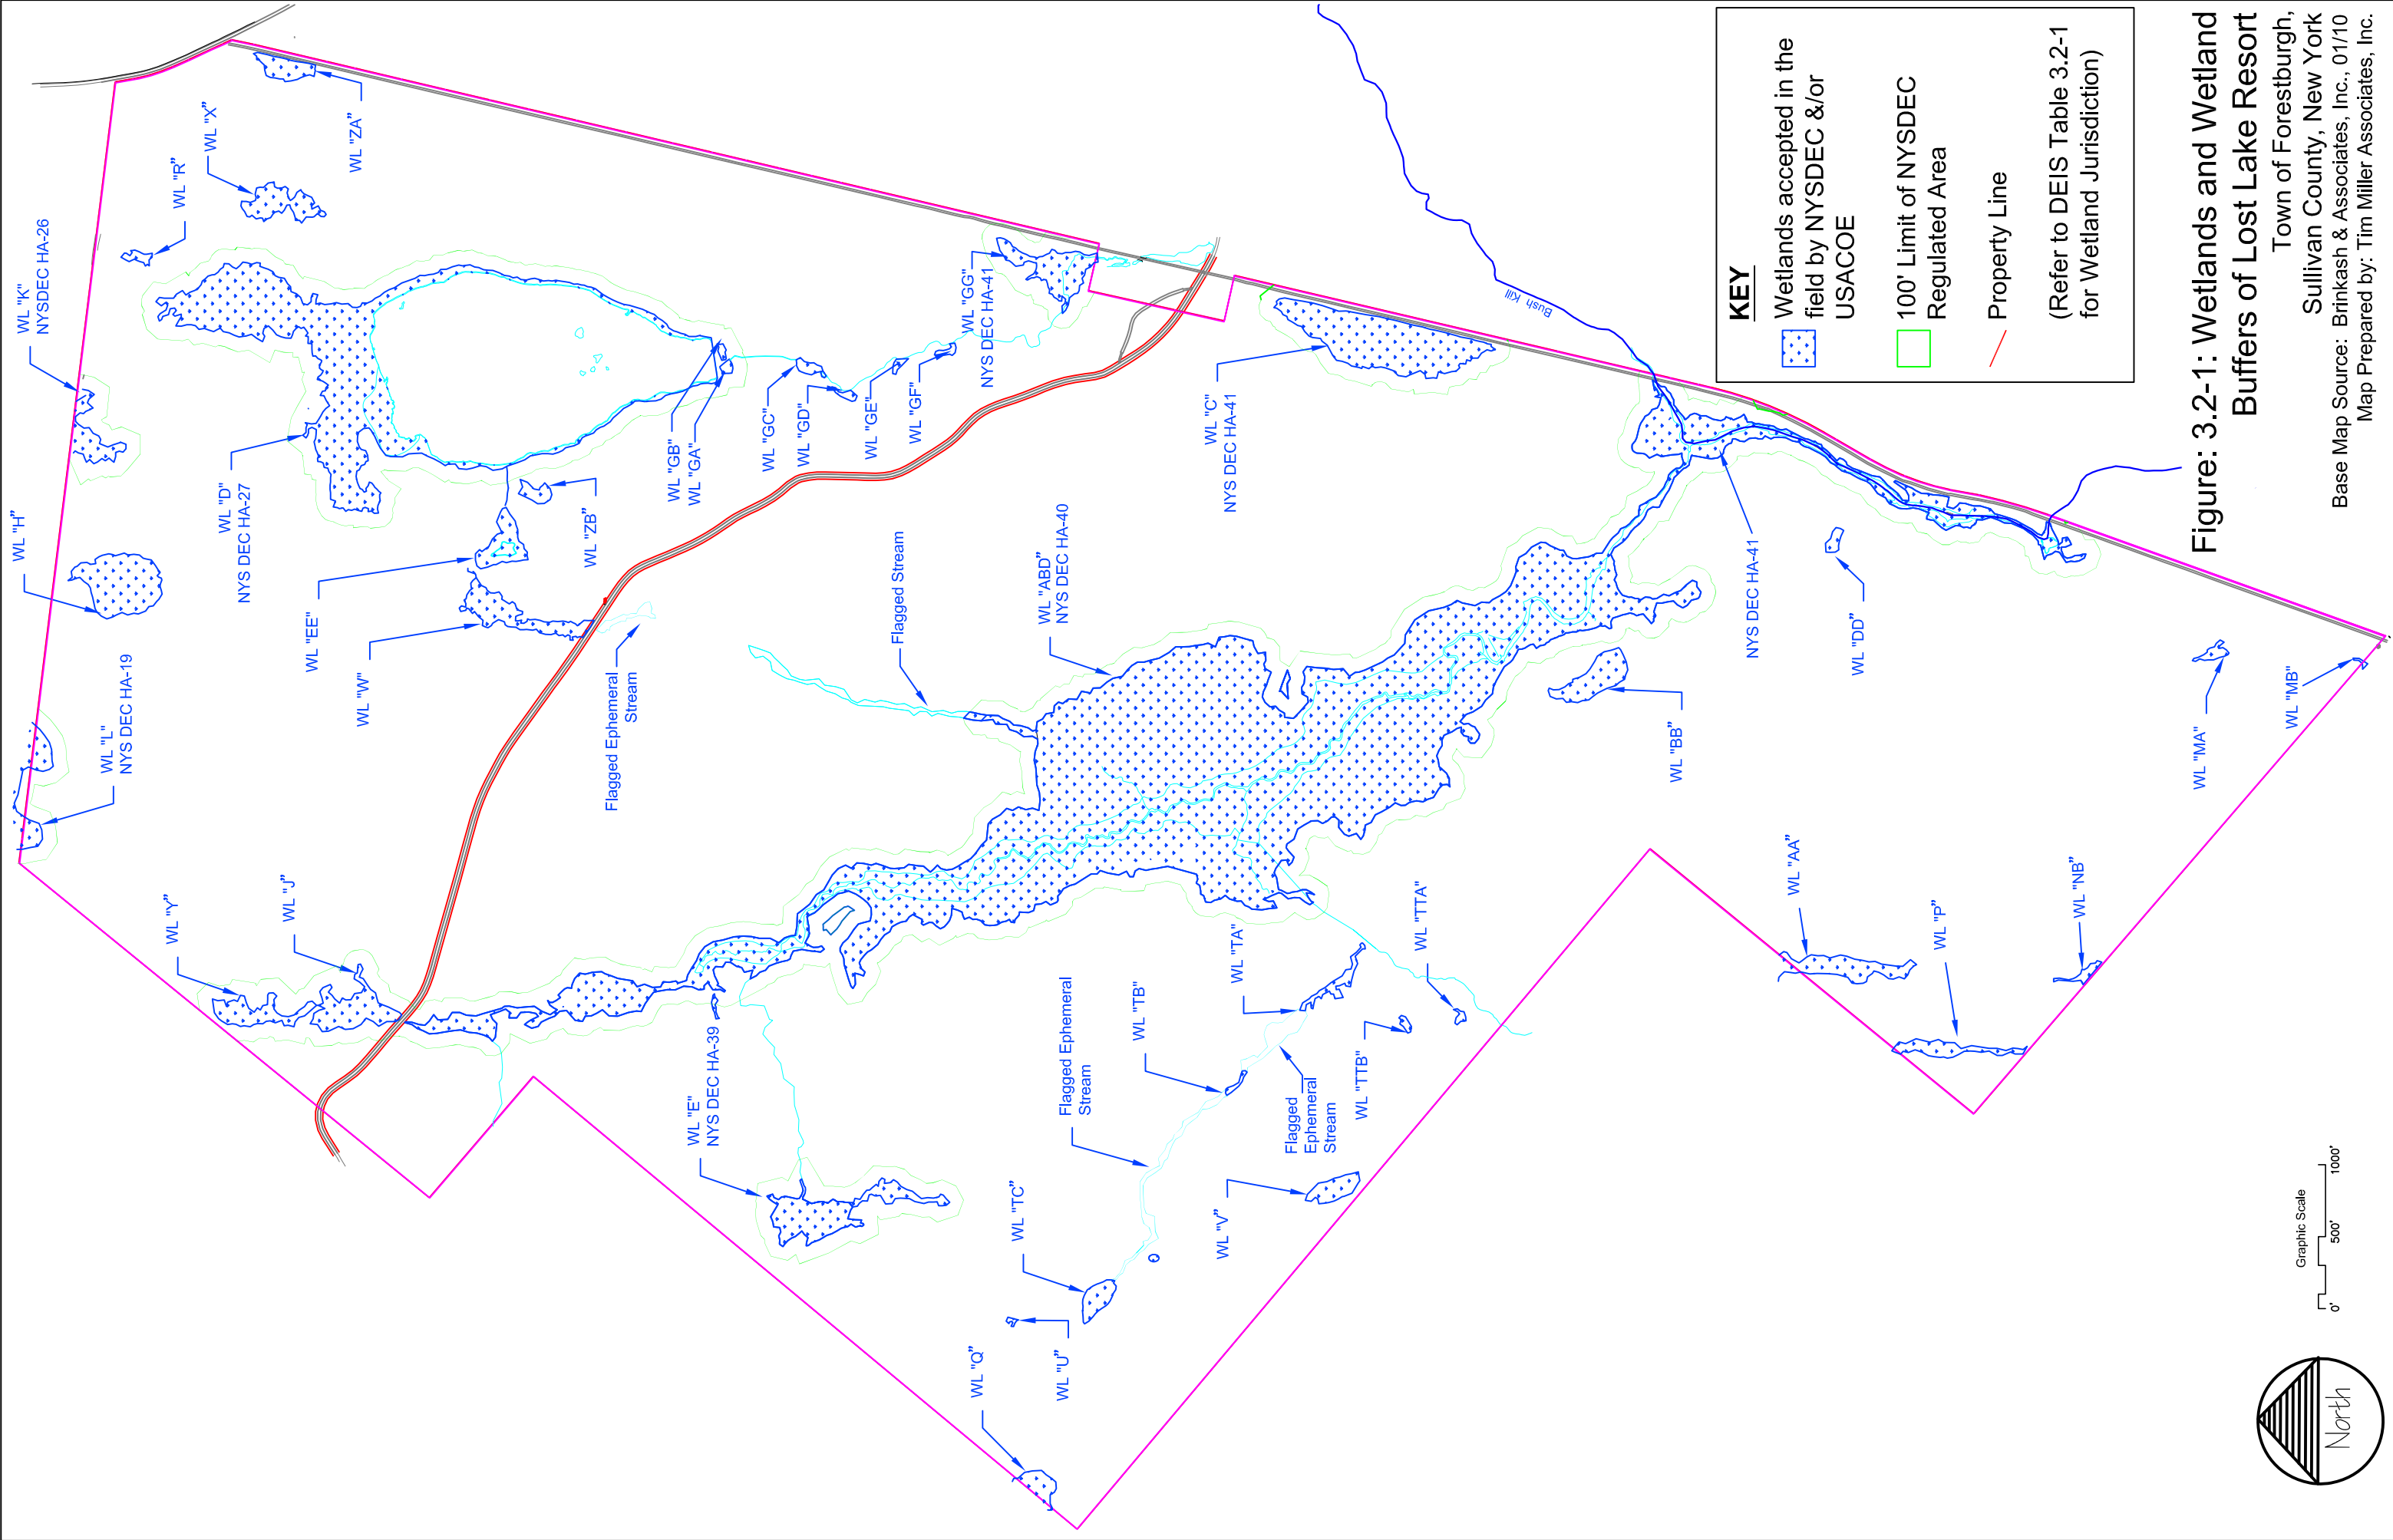 WL "K"
NYSDEC HA-26
WL "R"
WL "X"
WL "ZA"
WL "H"
WL "D"
NYS DEC HA-27
WL "L"
NYS DEC HA-19
WL "EE"
WL "W"
WL "ZB"
WL "GB"
WL "GA"
WL "GC"
WL "GD"
WL "GE"
WL "GF"
WL "GG"
NYS DEC HA-41
Flagged Ephemeral
Stream
Flagged Stream
WL "ABD"
NYS DEC HA-40
WL "C"
NYS DEC HA-41
Bush Kill
WL "Y"
WL "J"
WL "E"
NYS DEC HA-39
Flagged Ephemeral
Stream
WL "TB"
WL "TA"
Flagged
Ephemeral
Stream
WL "TTB"
WL "TTA"
WL "TC"
WL "U"
WL "Q"
WL "V"
WL "BB"
NYS DEC HA-41
WL "DD"
WL "AA"
WL "P"
WL "NB"
WL "MA"
WL "MB"
KEY
Wetlands accepted in the
field by NYSDEC &/or
USACOE
100' Limit of NYSDEC
Regulated Area
Property Line
(Refer to DEIS Table 3.2-1
for Wetland Jurisdiction)
Figure: 3.2-1: Wetlands and Wetland
Buffers of Lost Lake Resort
Town of Forestburgh,
Sullivan County, New York
Base Map Source: Brinkash & Associates, Inc., 01/10
Map Prepared by: Tim Miller Associates, Inc.
Graphic Scale
0' 500' 1000'
North